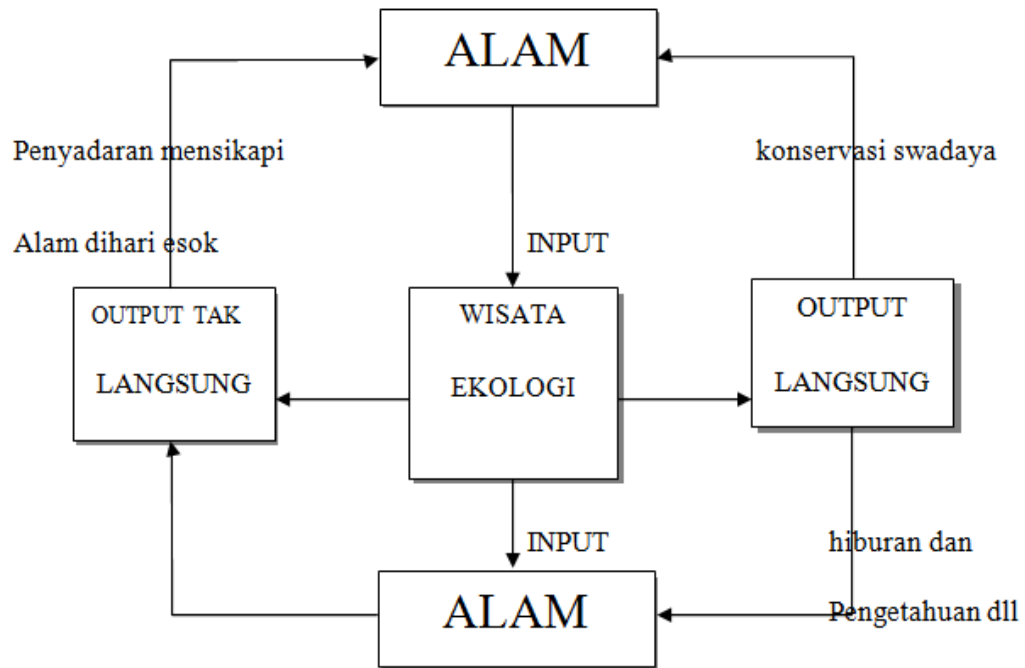 ALAM
Penyadaran mensikapi
konservasi swadaya
Alam dihari esok
INPUT
OUTPUT TAK
LANGSUNG
WISATA
EKOLOGI
OUTPUT
LANGSUNG
INPUT
hiburan dan
ALAM
Pengetahuan dll